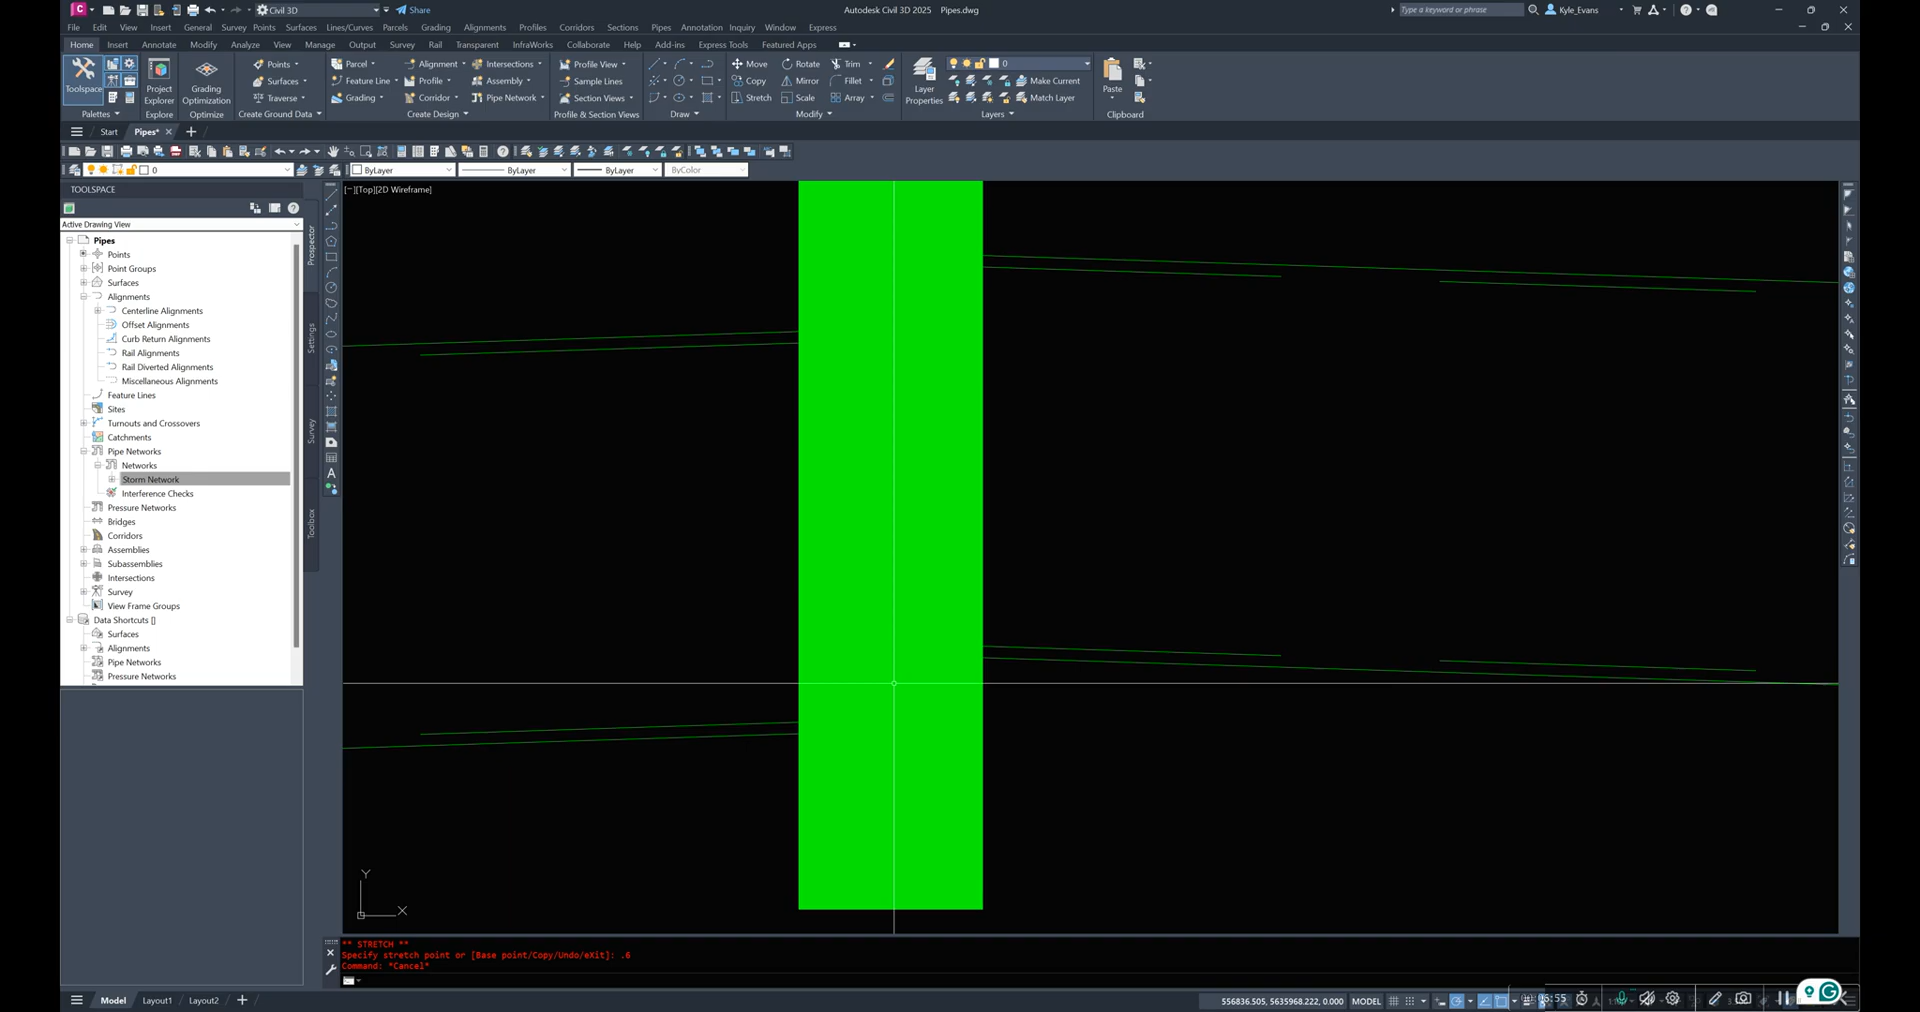 Civil 3D
Share
Autodesk Civil 3D 2025 Pipes.dwg
Type a keyword or phrase
Kyle_Evans
File Edit View Insert General Survey Points Surfaces Lines/Curves Parcels Grading Alignments Profiles Corridors Sections Pipes Annotation Inquiry Window Express
Home Insert Annotate Modify Analyze View Manage Output Survey Rail Transparent InfraWorks Collaborate Help Add-ins Express Tools Featured Apps
Toolspace
Palettes
Project Explorer
Explore
Grading Optimization
Optimize
Points
Surfaces
Traverse
Create Ground Data
Parcel
Feature Line
Grading
Alignment
Profile
Corridor
Intersections
Assembly
Pipe Network
Create Design
Profile View
Sample Lines
Section Views
Profile & Section Views
Draw
Move
Copy
Stretch
Rotate
Mirror
Scale
Trim
Fillet
Array
Modify
Layer Properties
0
Make Current
Match Layer
Layers
Paste
Clipboard
Start
Pipes*
0
ByLayer
ByLayer
ByLayer
ByColor
TOOLSPACE
Active Drawing View
Pipes
Points
Point Groups
Surfaces
Alignments
Centerline Alignments
Offset Alignments
Curb Return Alignments
Rail Alignments
Rail Diverted Alignments
Miscellaneous Alignments
Feature Lines
Sites
Turnouts and Crossovers
Catchments
Pipe Networks
Networks
Storm Network
Interference Checks
Pressure Networks
Bridges
Corridors
Assemblies
Subassemblies
Intersections
Survey
View Frame Groups
Data Shortcuts []
Surfaces
Alignments
Pipe Networks
Pressure Networks
Prospector
Settings
Survey
Toolbox
[−][Top][2D Wireframe]
Y
X
** STRETCH **
Specify stretch point or [Base point/Copy/Undo/eXit]: .6
Command: *Cancel*
Model
Layout1
Layout2
556836.505, 5635968.222, 0.000
MODEL